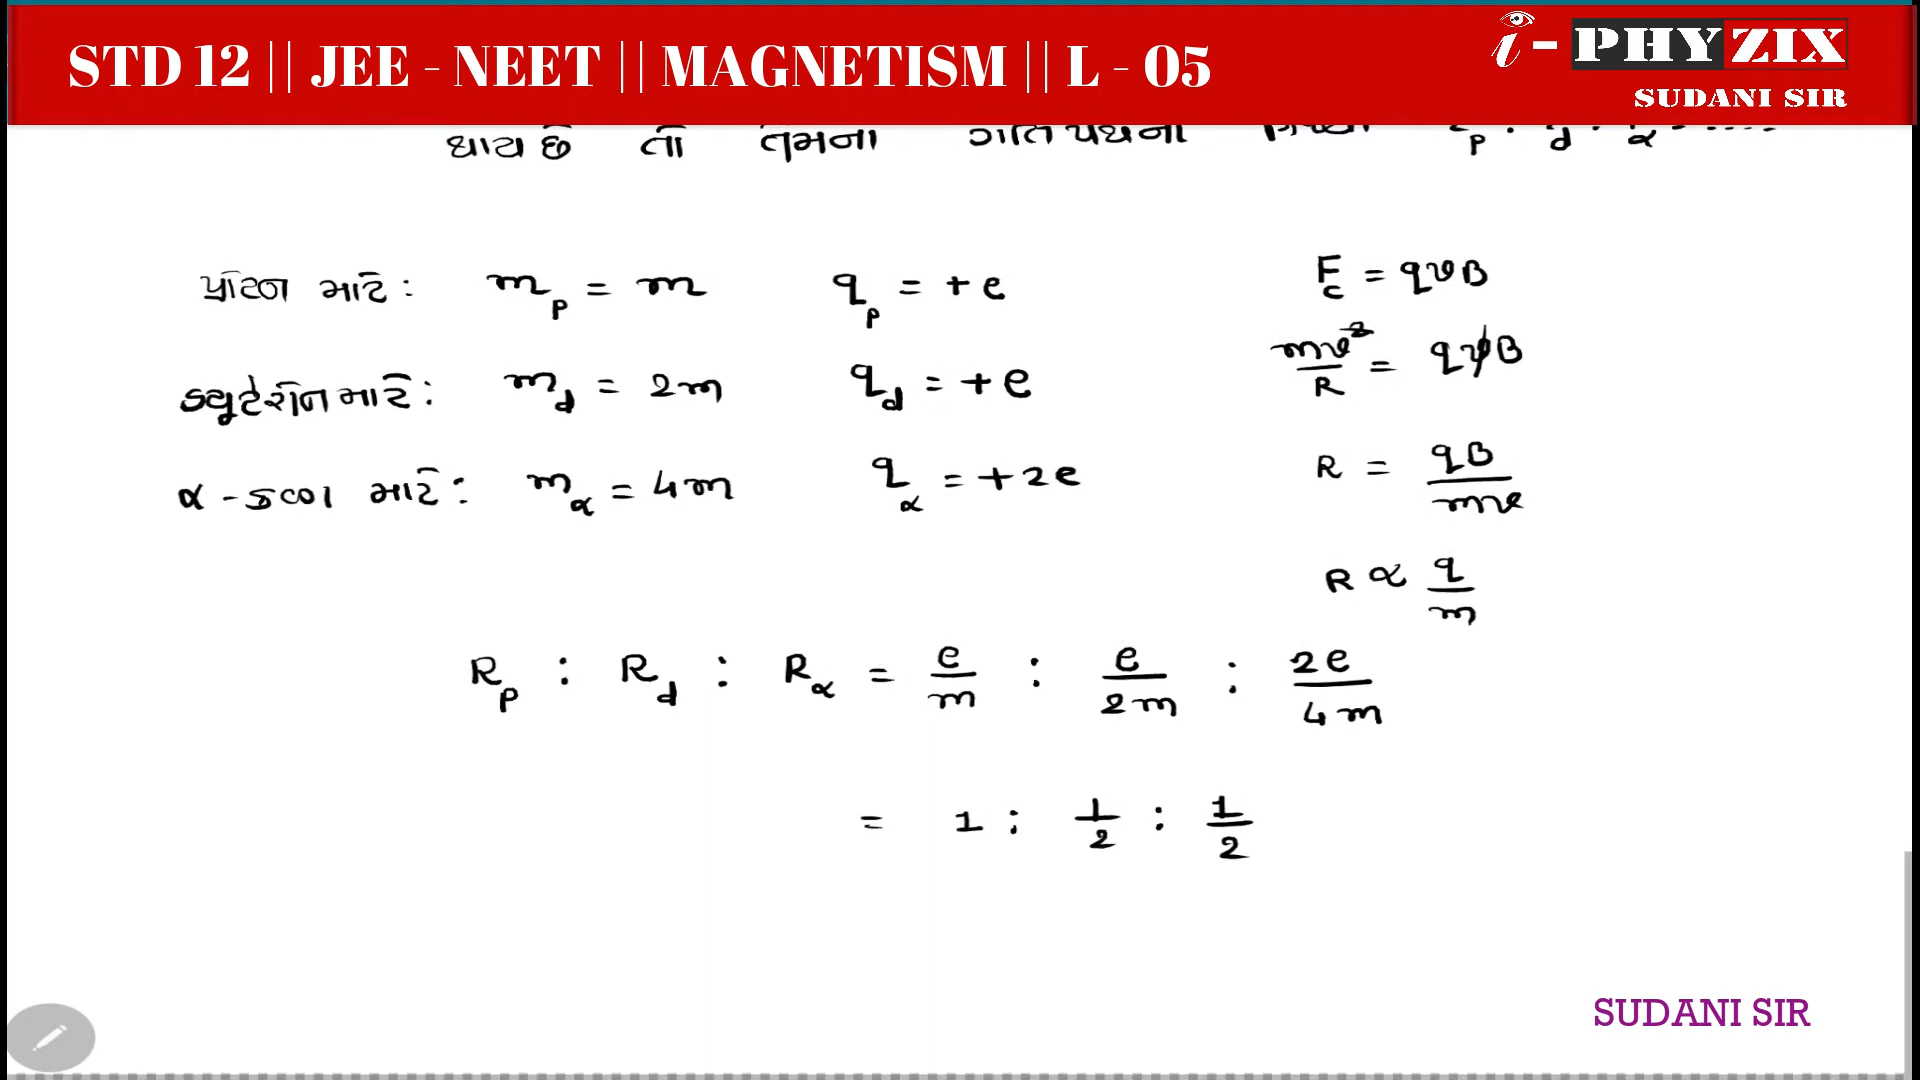 STD 12 || JEE - NEET || MAGNETISM || L - 05
i - PHYZIX
SUDANI SIR
થાય છે તો તેમના ગતિપથના
પ્રોટોન માટે : m_p = m q_p = +e
ડ્યુટેરોન માટે : m_d = 2m q_d = +e
α - કણ માટે : m_α = 4m q_α = +2e
F_c = qvB
mv²/R = qvB
R = qB/mv
R ∝ q/m
R_p : R_d : R_α = e/m : e/2m : 2e/4m
= 1 : 1/2 : 1/2
SUDANI SIR